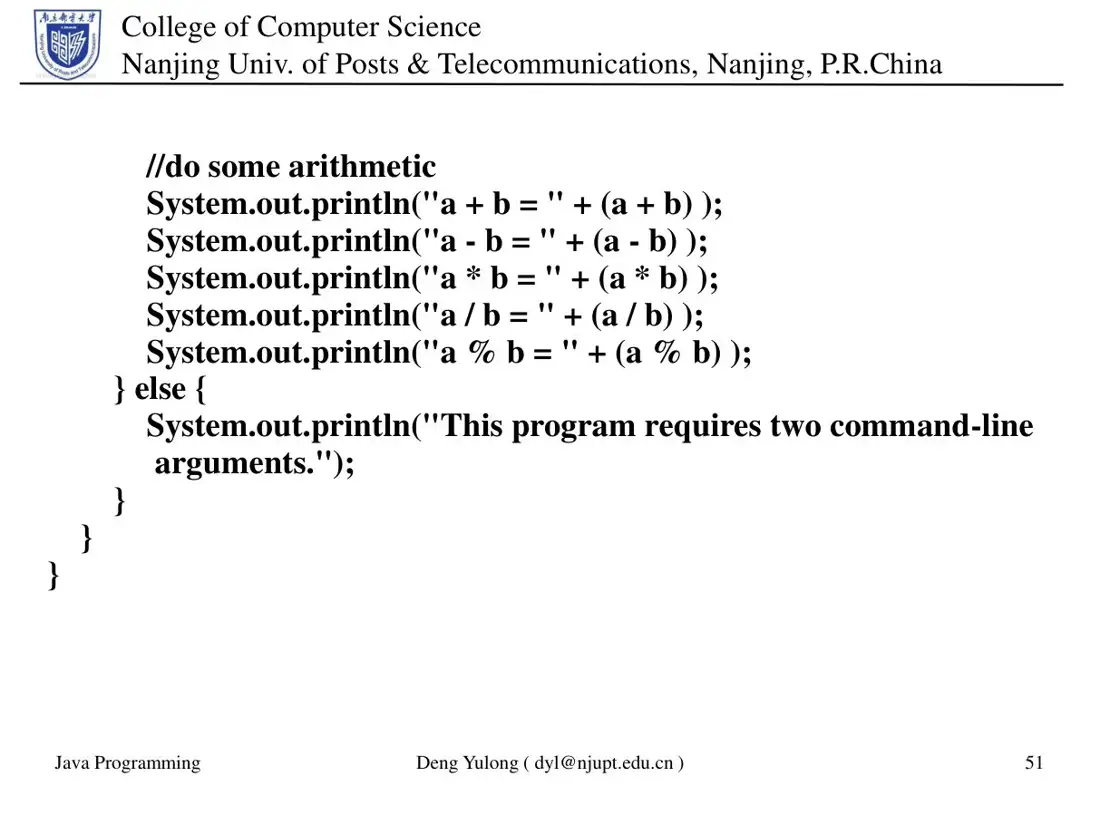 College of Computer Science
Nanjing Univ. of Posts & Telecommunications, Nanjing, P.R.China
//do some arithmetic
System.out.println("a + b = " + (a + b) );
System.out.println("a - b = " + (a - b) );
System.out.println("a * b = " + (a * b) );
System.out.println("a / b = " + (a / b) );
System.out.println("a % b = " + (a % b) );
} else {
System.out.println("This program requires two command-line
arguments.");
}
}
}
Java Programming
Deng Yulong ( dyl@njupt.edu.cn )
51